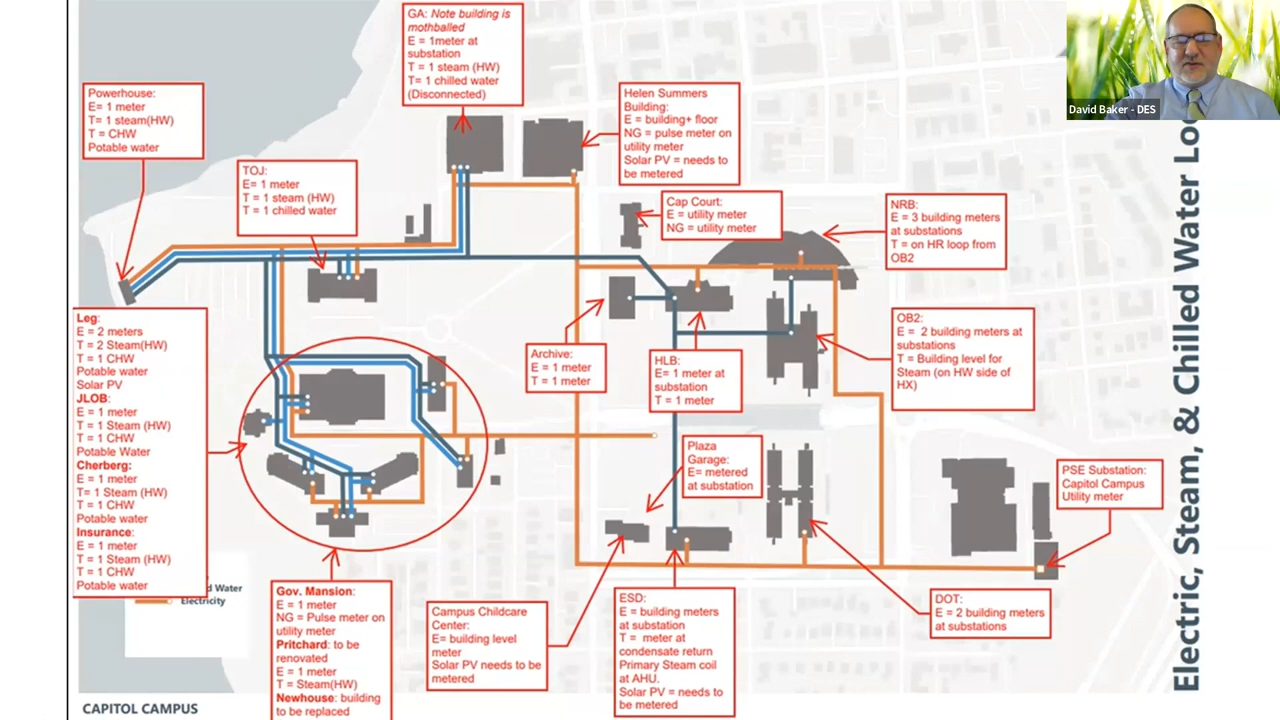 GA: Note building is
mothballed
E = 1meter at
substation
T = 1 steam (HW)
T= 1 chilled water
(Disconnected)
David Baker - DES
Powerhouse:
E= 1 meter
T= 1 steam(HW)
T = CHW
Potable water
Helen Summers
Building:
E = building+ floor
NG = pulse meter on
utility meter
Solar PV = needs to
be metered
TOJ:
E= 1 meter
T = 1 steam (HW)
T = 1 chilled water
Cap Court:
E = utility meter
NG = utility meter
NRB:
E = 3 building meters
at substations
T = on HR loop from
OB2
Leg:
E = 2 meters
T = 2 Steam(HW)
T = 1 CHW
Potable water
Solar PV
JLOB:
E = 1 meter
T = 1 Steam (HW)
T = 1 CHW
Potable Water
Cherberg:
E = 1 meter
T= 1 Steam (HW)
T = 1 CHW
Potable water
Insurance:
E = 1 meter
T = 1 Steam (HW)
T = 1 CHW
Potable water
OB2:
E = 2 building meters at
substations
T = Building level for
Steam (on HW side of
HX)
Archive:
E = 1 meter
T = 1 meter
HLB:
E= 1 meter at
substation
T = 1 meter
Plaza
Garage:
E= metered
at substation
PSE Substation:
Capitol Campus
Utility meter
Water
Electricity
Gov. Mansion:
E = 1 meter
NG = Pulse meter on
utility meter
Pritchard: to be
renovated
E = 1 meter
T = Steam(HW)
Newhouse: building
to be replaced
Campus Childcare
Center:
E= building level
meter
Solar PV needs to be
metered
ESD:
E = building meters
at substation
T = meter at
condensate return
Primary Steam coil
at AHU.
Solar PV = needs to
be metered
DOT:
E = 2 building meters
at substations
Electric, Steam, & Chilled Water
CAPITOL CAMPUS